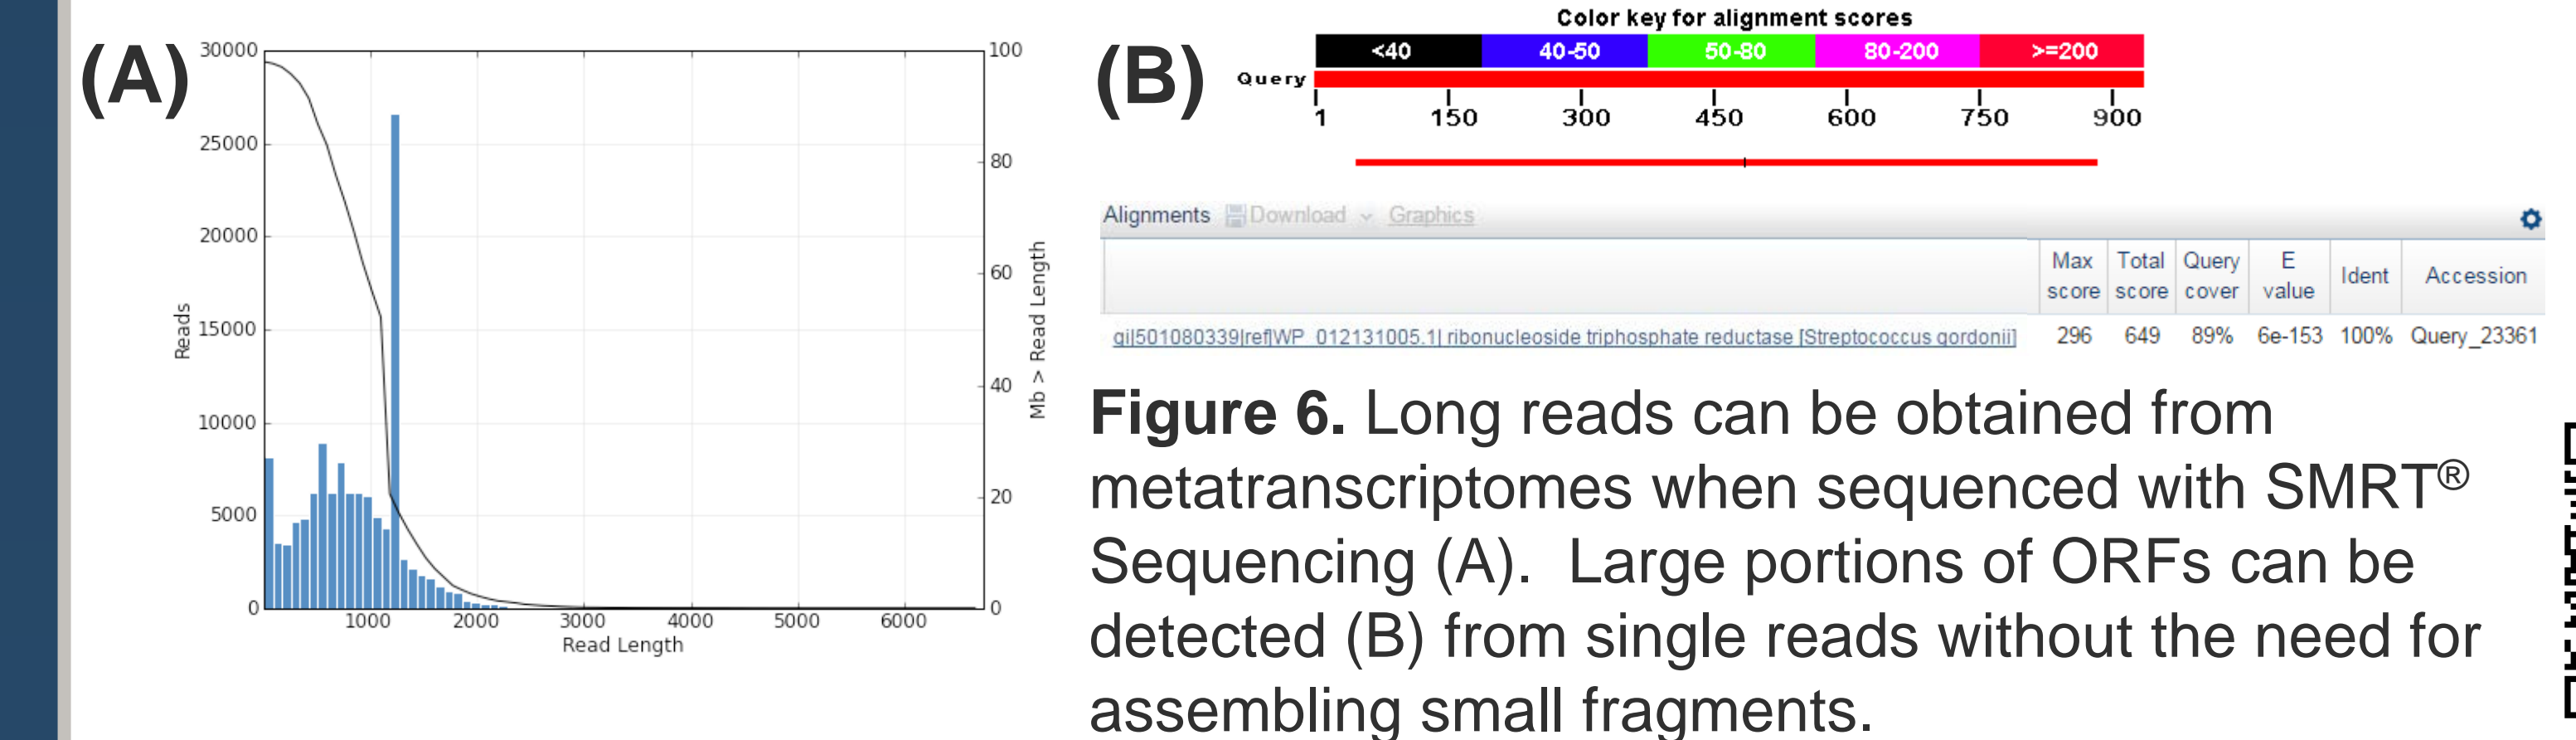 (A)
30000
25000
20000
15000
10000
5000
0
Reads
100
80
60
40
20
0
Mb > Read Length
1000 2000 3000 4000 5000 6000
Read Length
(B)
Color key for alignment scores
<40 40-50 50-80 80-200 >=200
Query
1 150 300 450 600 750 900
Alignments Download Graphics
Max score Total score Query cover E value Ident Accession
gi|501080339|ref|WP_012131005.1| ribonucleoside triphosphate reductase [Streptococcus gordonii] 296 649 89% 6e-153 100% Query_23361
Figure 6. Long reads can be obtained from
metatranscriptomes when sequenced with SMRT®
Sequencing (A). Large portions of ORFs can be
detected (B) from single reads without the need for
assembling small fragments.